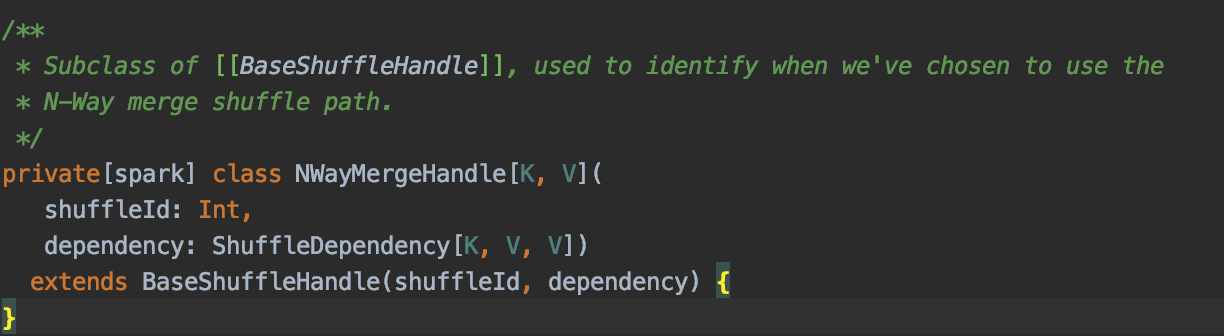 /**
 * Subclass of [[BaseShuffleHandle]], used to identify when we've chosen to use the
 * N-Way merge shuffle path.
 */
private[spark] class NWayMergeHandle[K, V](
   shuffleId: Int,
   dependency: ShuffleDependency[K, V, V])
  extends BaseShuffleHandle(shuffleId, dependency) {
}